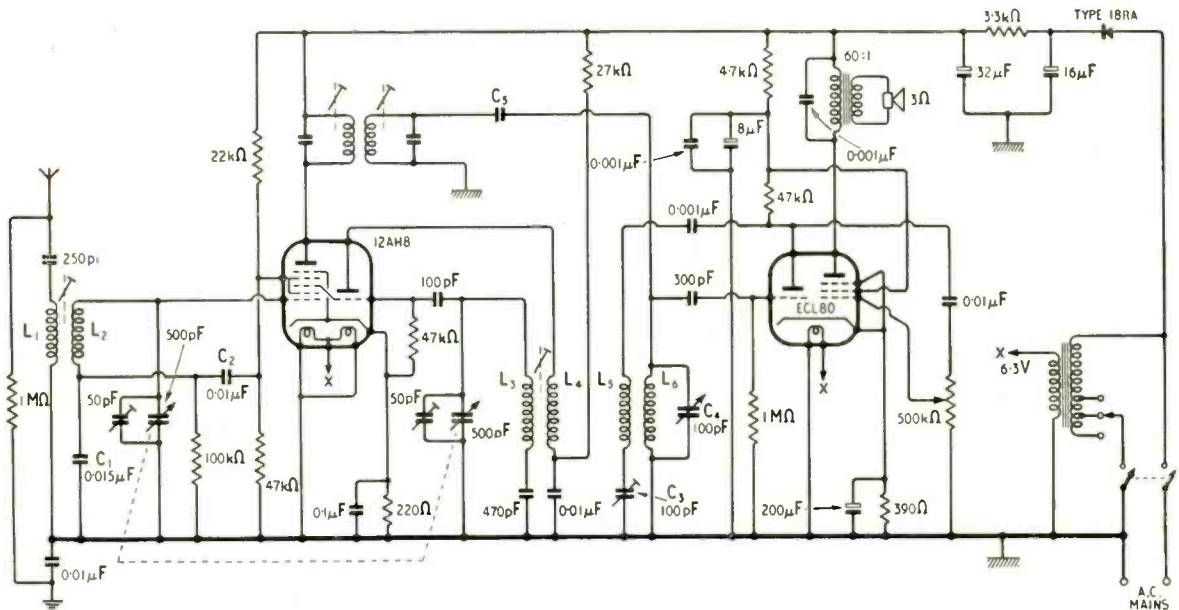 3·3kΩ
TYPE 18RA
60:1
27kΩ
4·7kΩ
32μF
16μF
C5
3Ω
8μF
0·001μF
0·001μF
22kΩ
47kΩ
0·001μF
12AH8
250p
100pF
300pF
ECL80
0·01μF
L1
L2
500pF
47kΩ
X
6·3V
C2
X
L3
L4
L5
L6
X
1MΩ
50pF
0·01μF
50pF
500pF
C4
100pF
1MΩ
500kΩ
C1
0·015μF
100kΩ
47kΩ
0·1μF
220Ω
470pF
0·01μF
C3
100pF
200μF
390Ω
0·01μF
A.C.
MAINS